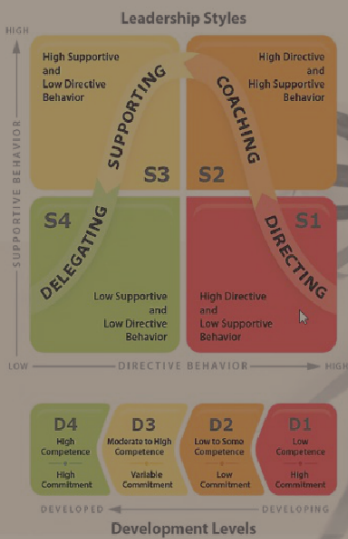 Leadership Styles
HIGH
High Supportive
and
Low Directive
Behavior
High Directive
and
High Supportive
Behavior
SUPPORTING
COACHING
S3
S2
SUPPORTIVE BEHAVIOR
S4
S1
DELEGATING
DIRECTING
Low Supportive
and
Low Directive
Behavior
High Directive
and
Low Supportive
Behavior
LOW
DIRECTIVE BEHAVIOR
HIGH
D4
High
Competence
High
Commitment
D3
Moderate to High
Competence
Variable
Commitment
D2
Low to Some
Competence
Low
Commitment
D1
Low
Competence
High
Commitment
DEVELOPED
DEVELOPING
Development Levels